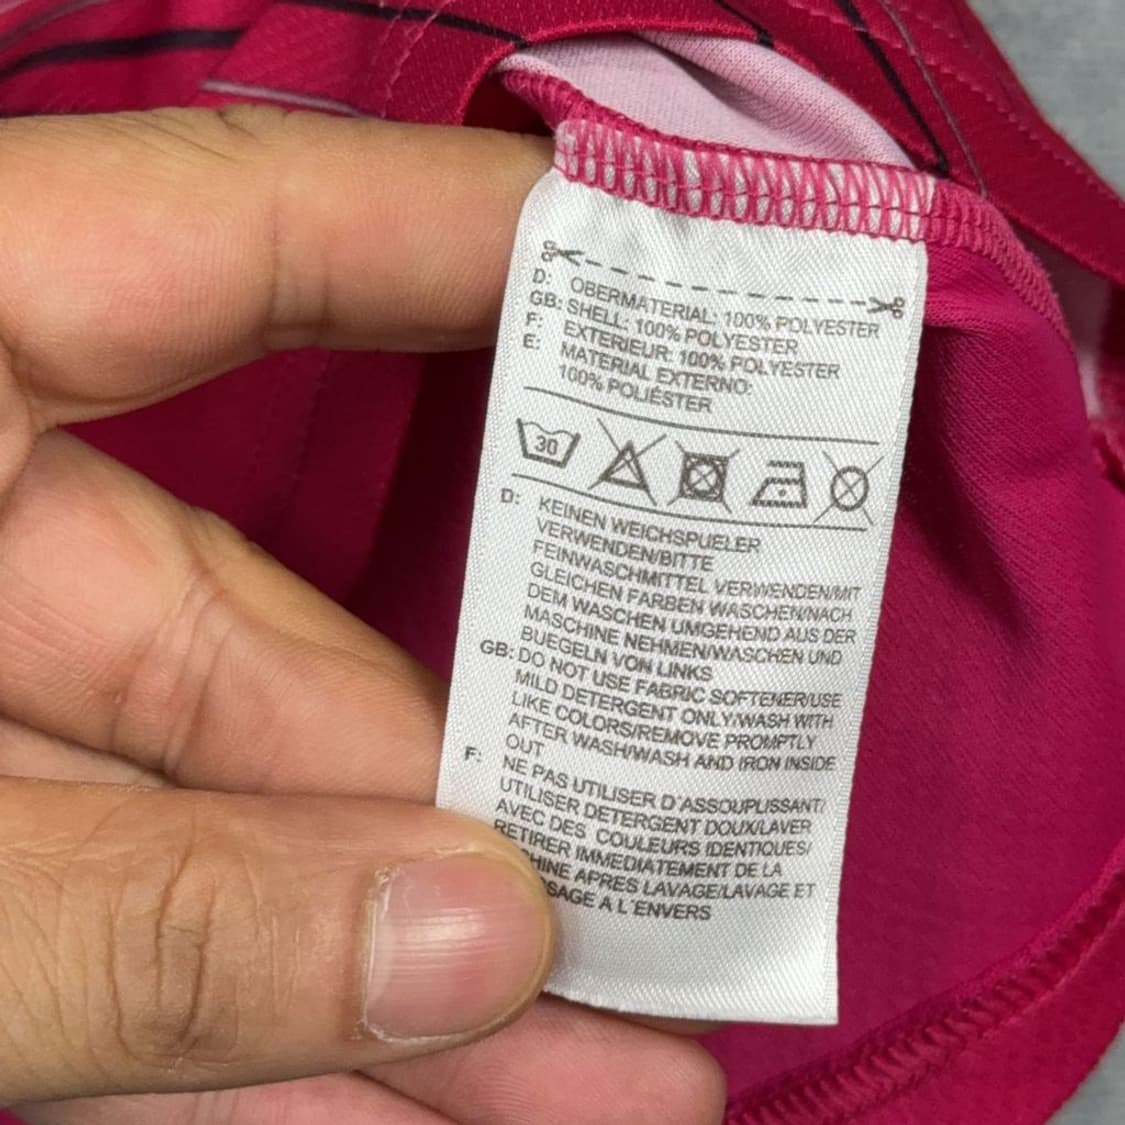 D: OBERMATERIAL: 100% POLYESTER
GB: SHELL: 100% POLYESTER
F: EXTERIEUR: 100% POLYESTER
E: MATERIAL EXTERNO:
100% POLIÉSTER
30
D: KEINEN WEICHSPUELER
VERWENDEN/BITTE
FEINWASCHMITTEL VERWENDEN/MIT
GLEICHEN FARBEN WASCHEN/NACH
DEM WASCHEN UMGEHEND AUS DER
MASCHINE NEHMEN/WASCHEN UND
BUEGELN VON LINKS
GB: DO NOT USE FABRIC SOFTENER/USE
MILD DETERGENT ONLY/WASH WITH
LIKE COLORS/REMOVE PROMPTLY
AFTER WASH/WASH AND IRON INSIDE
OUT
F: NE PAS UTILISER D'ASSOUPLISSANT/
UTILISER DETERGENT DOUX/LAVER
AVEC DES COULEURS IDENTIQUES/
RETIRER IMMEDIATEMENT DE LA
APRES LAVAGE/LAVAGE ET
A L'ENVERS